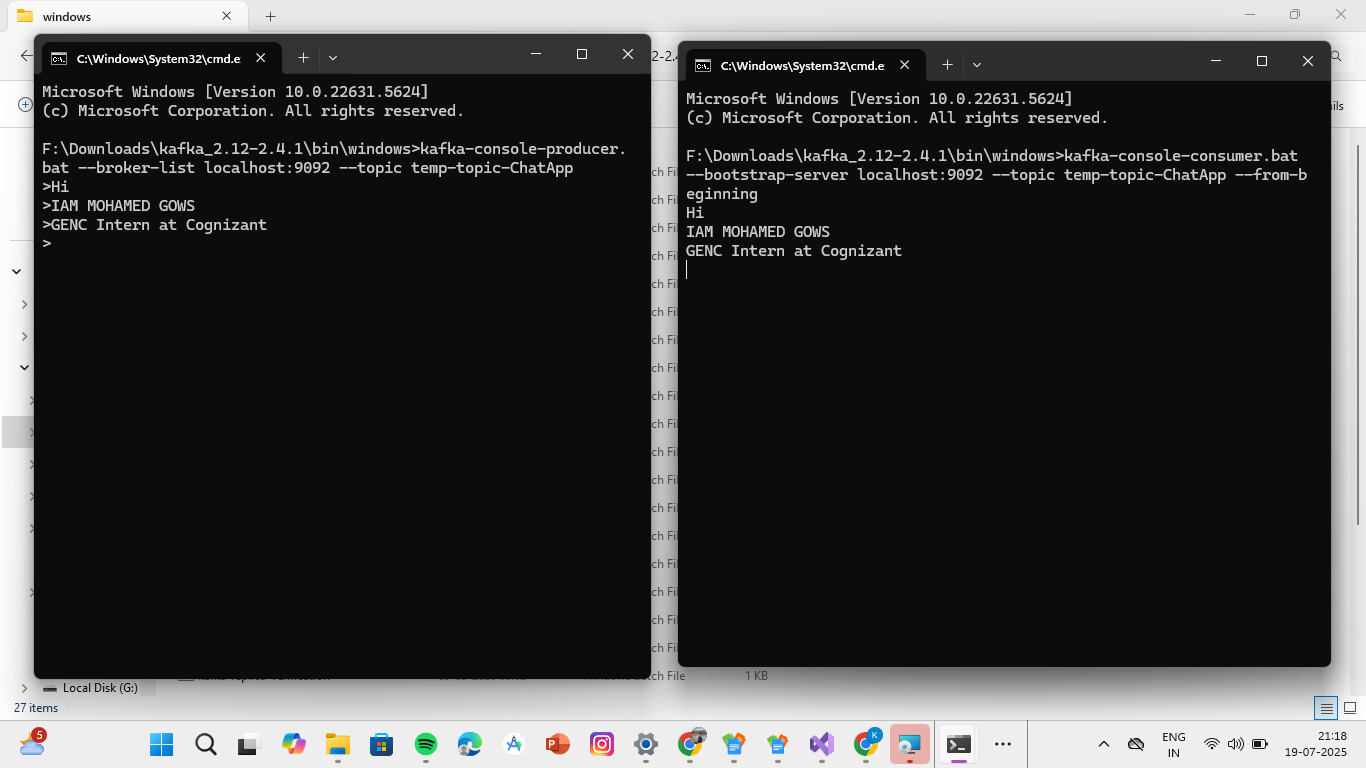 windows
C:\Windows\System32\cmd.e
Microsoft Windows [Version 10.0.22631.5624]
(c) Microsoft Corporation. All rights reserved.
F:\Downloads\kafka_2.12-2.4.1\bin\windows>kafka-console-producer.
bat --broker-list localhost:9092 --topic temp-topic-ChatApp
>Hi
>IAM MOHAMED GOWS
>GENC Intern at Cognizant
>
C:\Windows\System32\cmd.e
Microsoft Windows [Version 10.0.22631.5624]
(c) Microsoft Corporation. All rights reserved.
F:\Downloads\kafka_2.12-2.4.1\bin\windows>kafka-console-consumer.bat
--bootstrap-server localhost:9092 --topic temp-topic-ChatApp --from-b
eginning
Hi
IAM MOHAMED GOWS
GENC Intern at Cognizant
1 KB
Local Disk (G:)
27 items
5
K
ENG
IN
21:18
19-07-2025